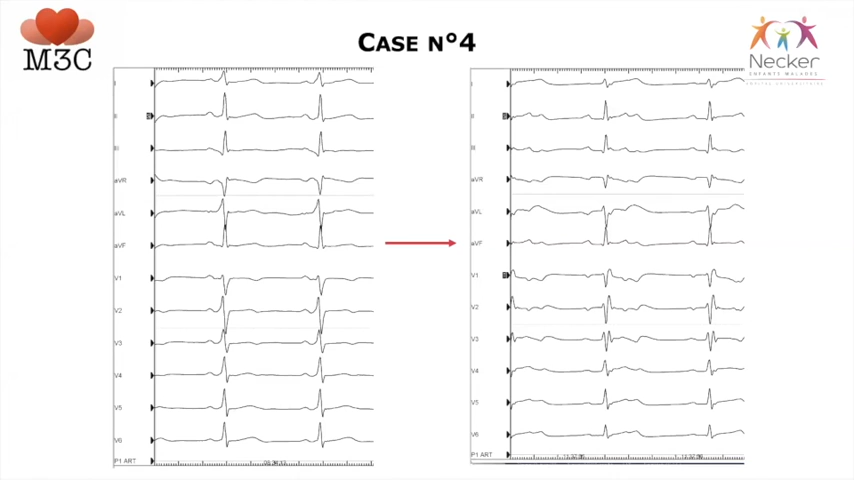 CASE N°4
M3C
Necker
ENFANTS MALADES
I
II
III
aVR
aVL
aVF
V1
V2
V3
V4
V5
V6
P1 ART
I
II
III
aVR
aVL
aVF
V1
V2
V3
V4
V5
V6
P1 ART